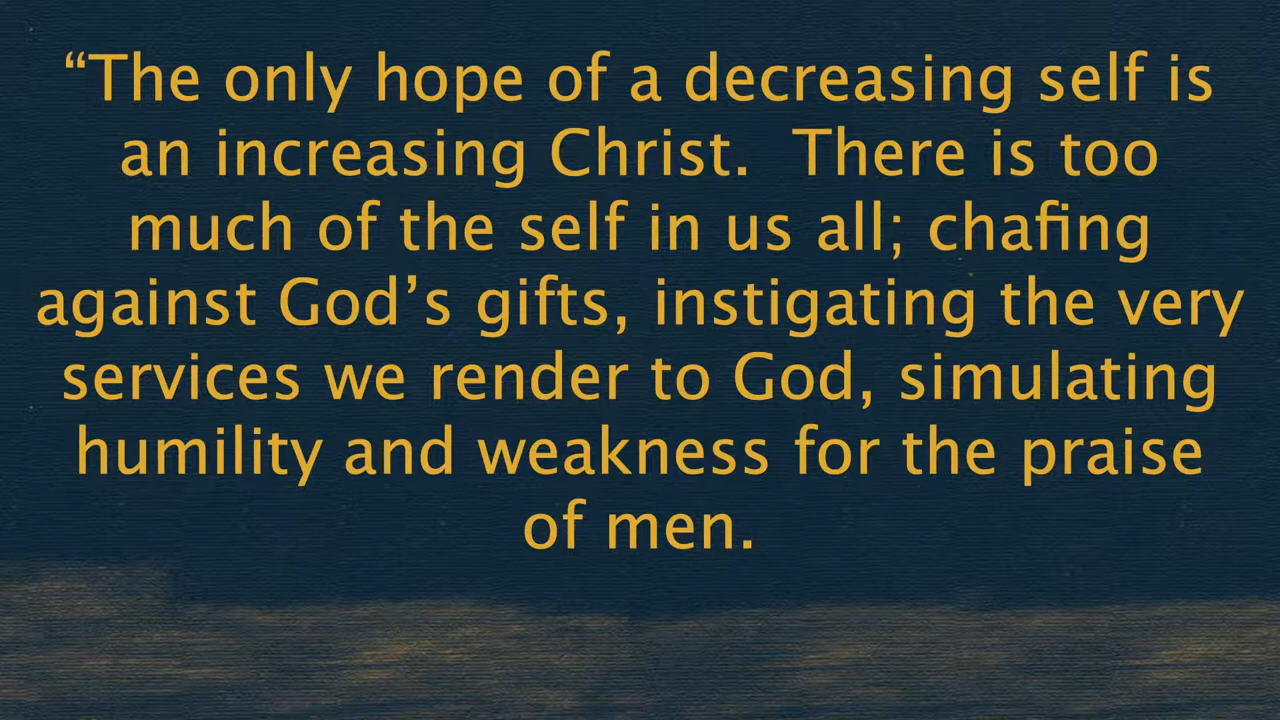 “The only hope of a decreasing self is
an increasing Christ.  There is too
much of the self in us all; chafing
against God’s gifts, instigating the very
services we render to God, simulating
humility and weakness for the praise
of men.